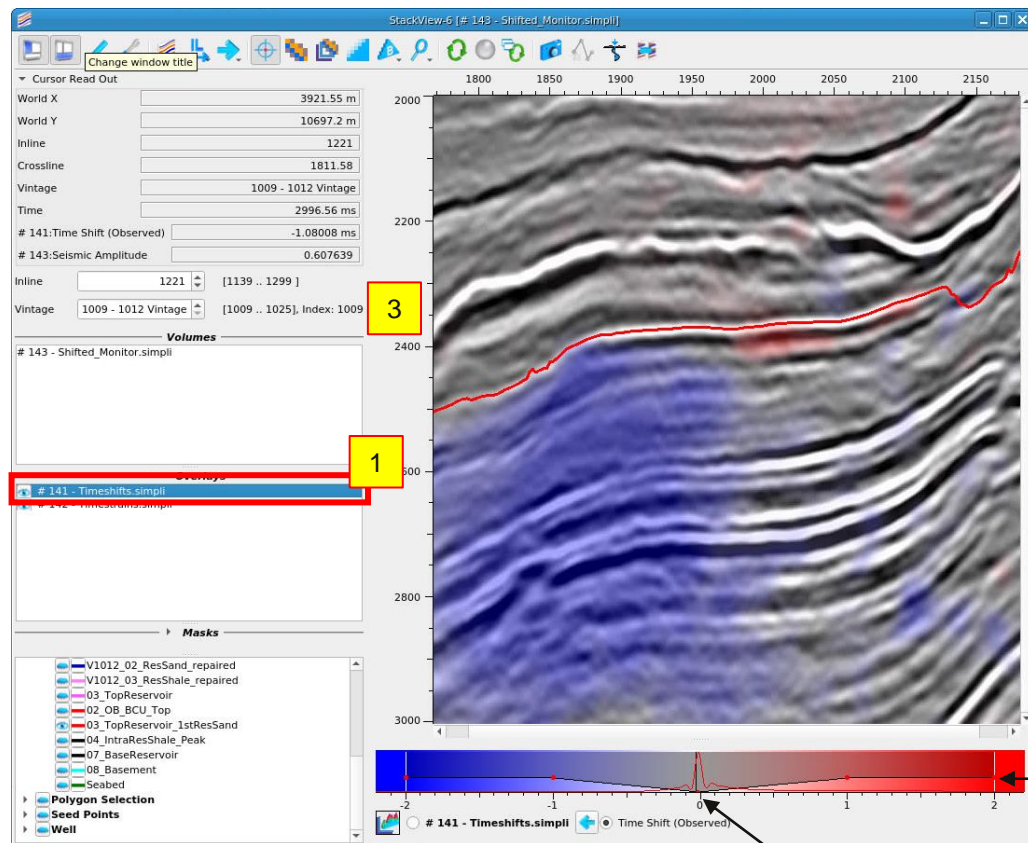 StackView-6 [# 143 - Shifted_Monitor.simpli]
Change window title
Cursor Read Out
World X 3921.55 m
World Y 10697.2 m
Inline 1221
Crossline 1811.58
Vintage 1009 - 1012 Vintage
Time 2996.56 ms
# 141:Time Shift (Observed) -1.08008 ms
# 143:Seismic Amplitude 0.607639
Inline 1221 [1139 .. 1299 ]
Vintage 1009 - 1012 Vintage [1009 .. 1025], Index: 1009
3
Volumes
# 143 - Shifted_Monitor.simpli
1
Overlays
# 141 - Timeshifts.simpli
# 142 - Timestrains.simpli
Masks
V1012_02_ResSand_repaired
V1012_03_ResShale_repaired
03_TopReservoir
02_OB_BCU_Top
03_TopReservoir_1stResSand
04_IntraResShale_Peak
07_BaseReservoir
08_Basement
Seabed
Polygon Selection
Seed Points
Well
1800 1850 1900 1950 2000 2050 2100 2150
2000
2200
2400
600
2800
3000
-2 -1 0 1 2
# 141 - Timeshifts.simpli Time Shift (Observed)